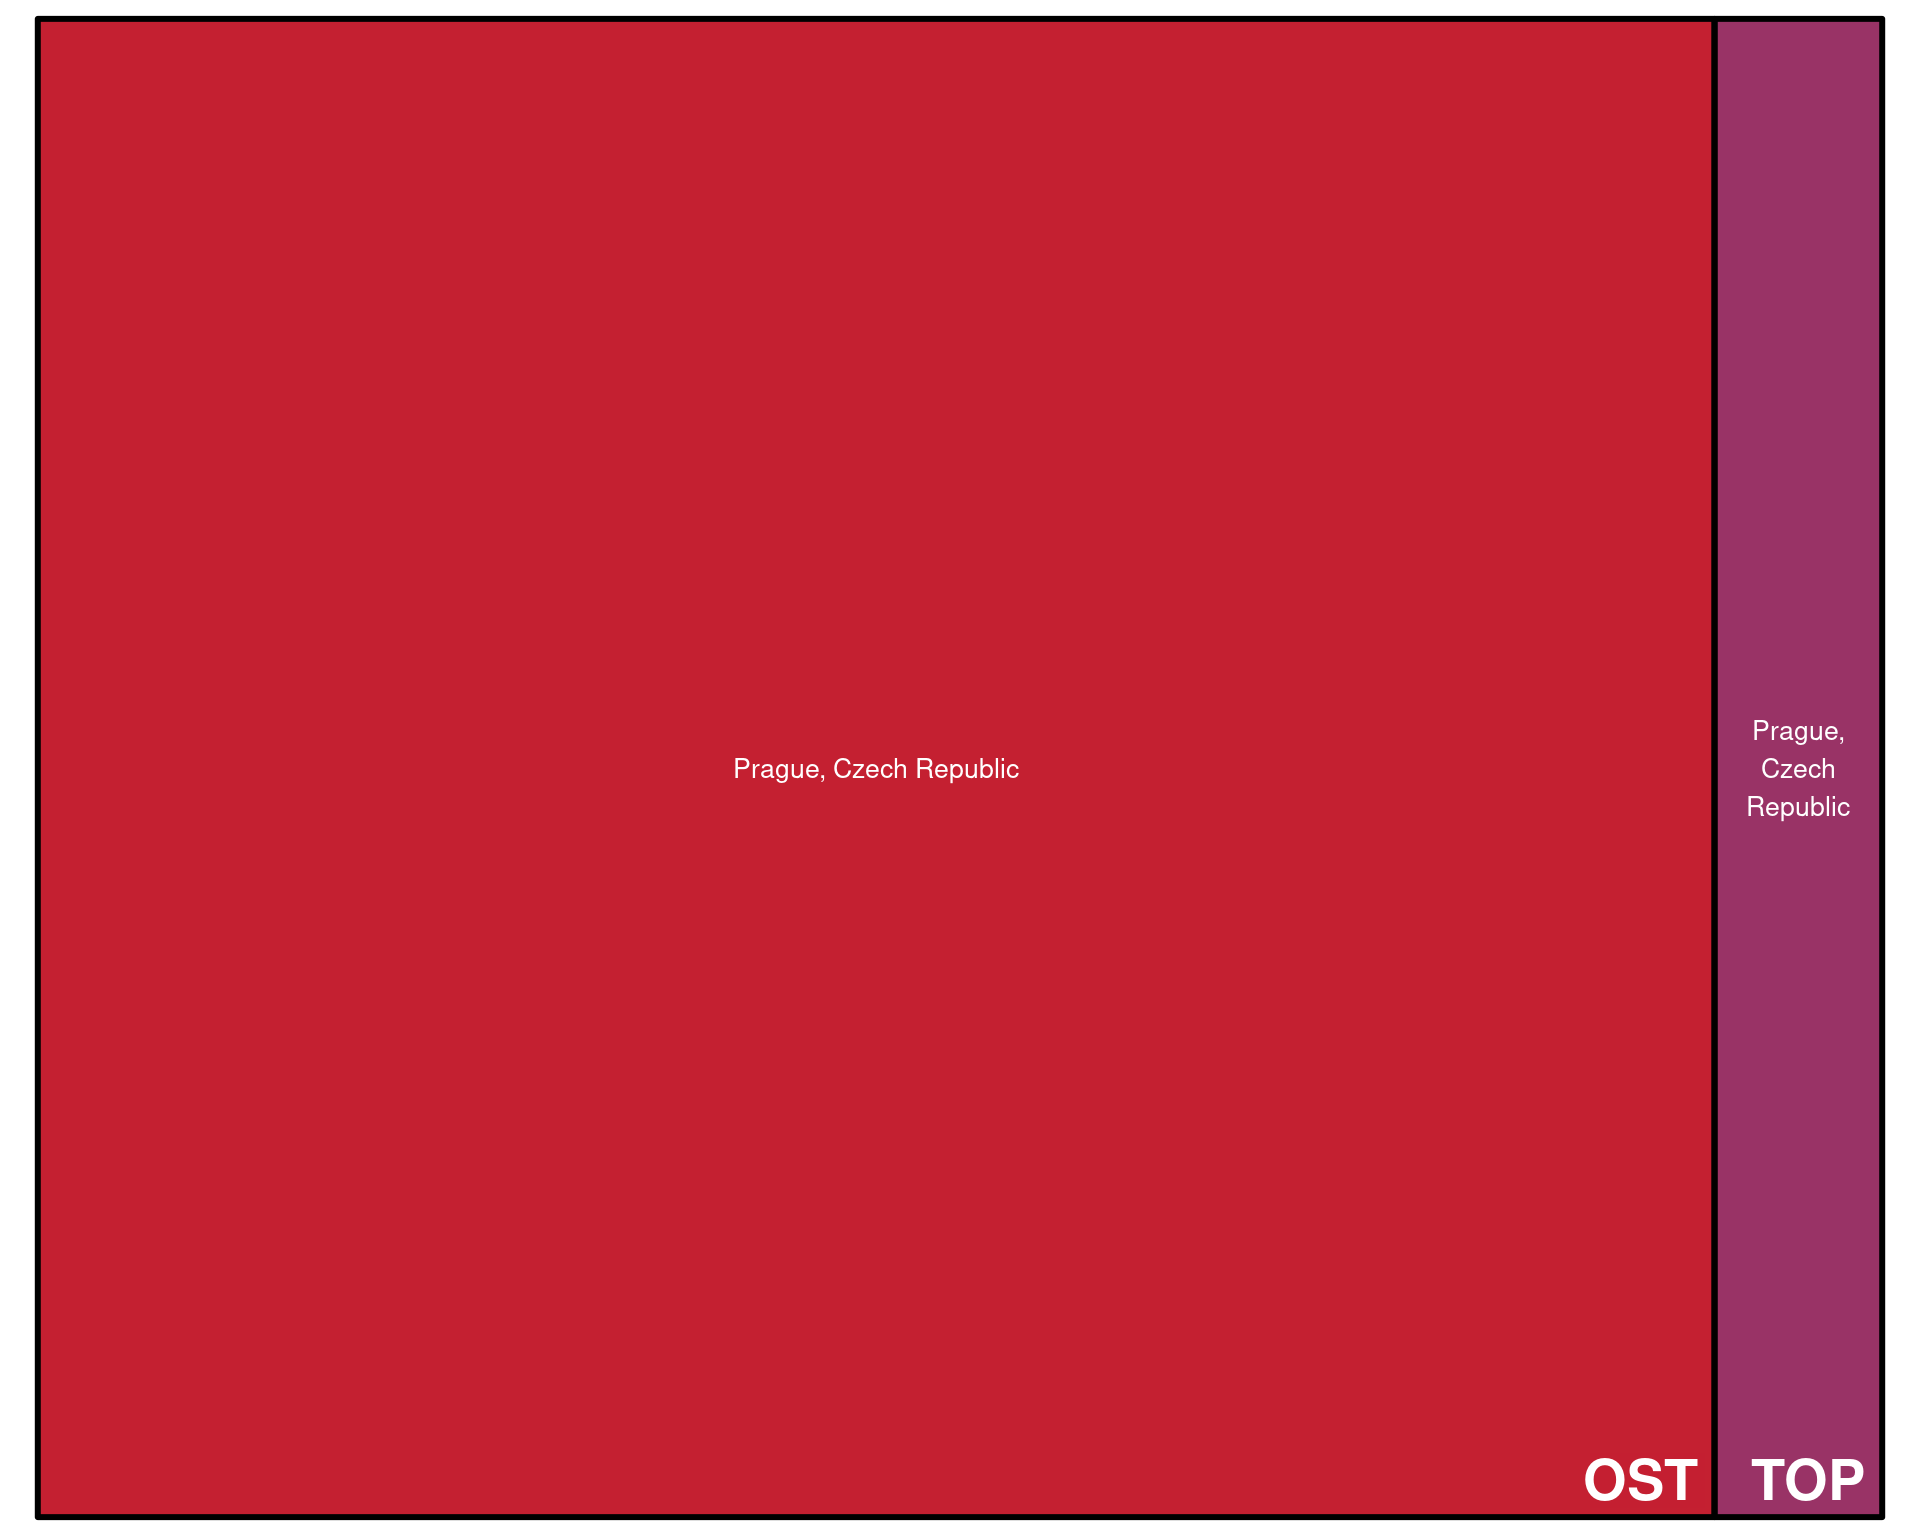 Prague, Czech Republic
Prague,
Czech
Republic
OST
TOP